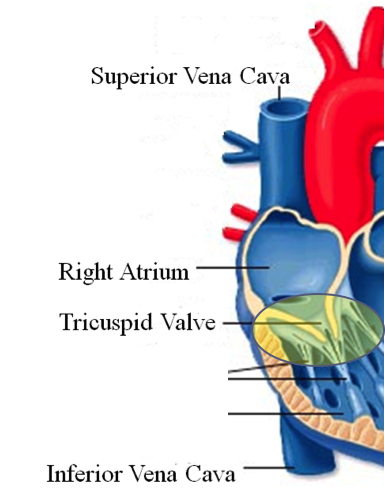 Superior Vena Cava
Right Atrium
Tricuspid Valve
Inferior Vena Cava